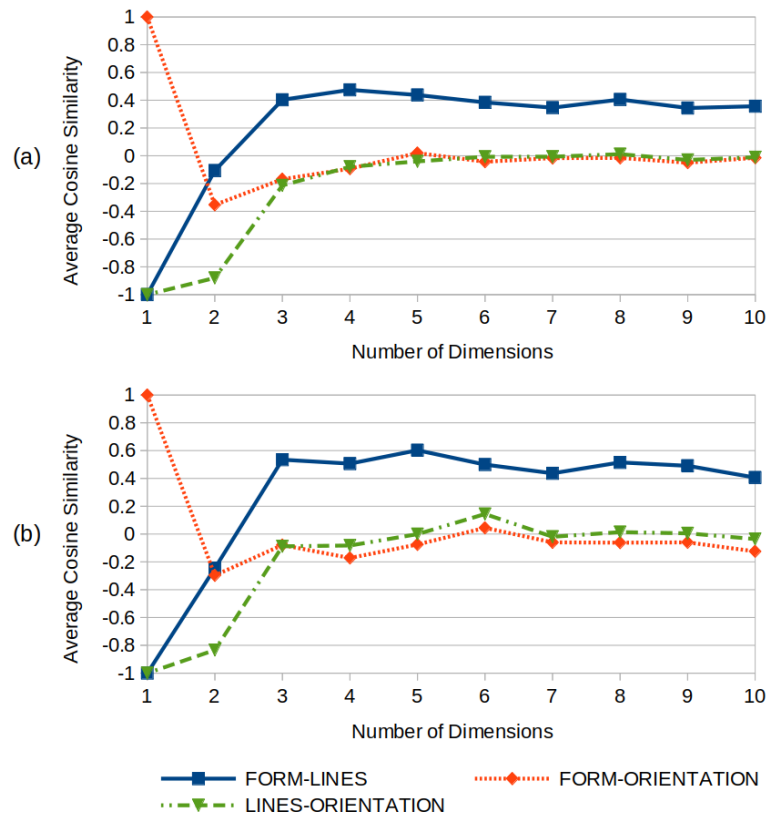 (a)
Average Cosine Similarity
1
0.8
0.6
0.4
0.2
0
-0.2
-0.4
-0.6
-0.8
-1
1 2 3 4 5 6 7 8 9 10
Number of Dimensions
(b)
Average Cosine Similarity
1
0.8
0.6
0.4
0.2
0
-0.2
-0.4
-0.6
-0.8
-1
1 2 3 4 5 6 7 8 9 10
Number of Dimensions
FORM-LINES FORM-ORIENTATION
LINES-ORIENTATION